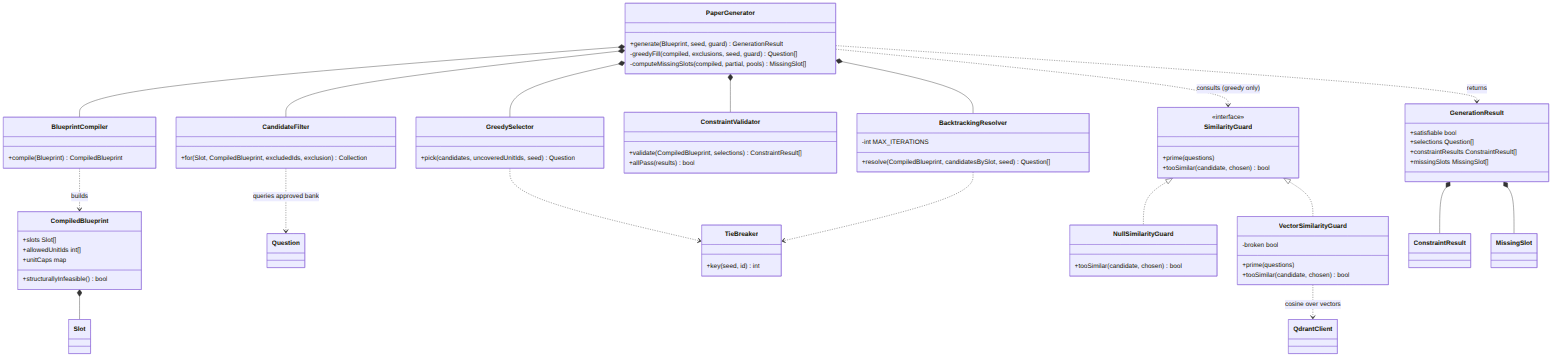 PaperGenerator
+generate(Blueprint, seed, guard) : GenerationResult
-greedyFill(compiled, exclusions, seed, guard) : Question[]
-computeMissingSlots(compiled, partial, pools) : MissingSlot[]
consults (greedy only)
returns
BlueprintCompiler
+compile(Blueprint) : CompiledBlueprint
CandidateFilter
+for(Slot, CompiledBlueprint, excludedIds, exclusion) : Collection
GreedySelector
+pick(candidates, uncoveredUnitIds, seed) : Question
ConstraintValidator
+validate(CompiledBlueprint, selections) : ConstraintResult[]
+allPass(results) : bool
BacktrackingResolver
-int MAX_ITERATIONS
+resolve(CompiledBlueprint, candidatesBySlot, seed) : Question[]
«interface»
SimilarityGuard
+prime(questions)
+tooSimilar(candidate, chosen) : bool
GenerationResult
+satisfiable bool
+selections Question[]
+constraintResults ConstraintResult[]
+missingSlots MissingSlot[]
builds
queries approved bank
CompiledBlueprint
+slots Slot[]
+allowedUnitIds int[]
+unitCaps map
+structurallyInfeasible() : bool
Question
TieBreaker
+key(seed, id) : int
NullSimilarityGuard
+tooSimilar(candidate, chosen) : bool
VectorSimilarityGuard
-broken bool
+prime(questions)
+tooSimilar(candidate, chosen) : bool
ConstraintResult
MissingSlot
cosine over vectors
Slot
QdrantClient